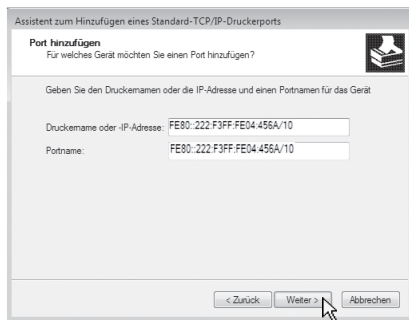 Assistent zum Hinzufügen eines Standard-TCP/IP-Druckerports
Port hinzufügen
Für welches Gerät möchten Sie einen Port hinzufügen?
Geben Sie den Druckernamen oder die IP-Adresse und einen Portnamen für das Gerät
Druckername oder -IP-Adresse: FE80::222:F3FF:FE04:456A/10
Portname: FE80::222:F3FF:FE04:456A/10
< Zurück Weiter > Abbrechen